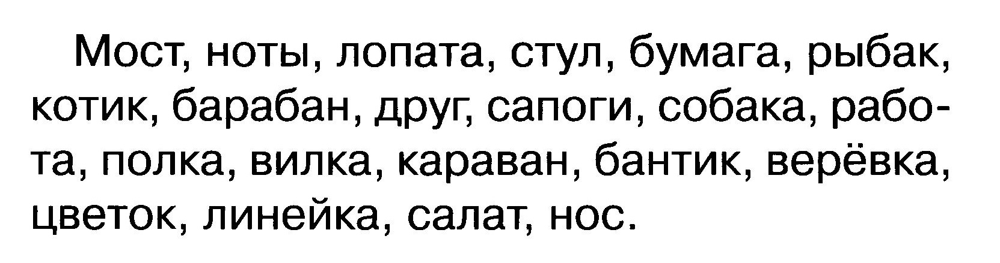 Мост, ноты, лопата, стул, бумага, рыбак,
котик, барабан, друг, сапоги, собака, рабо-
та, полка, вилка, караван, бантик, верёвка,
цветок, линейка, салат, нос.